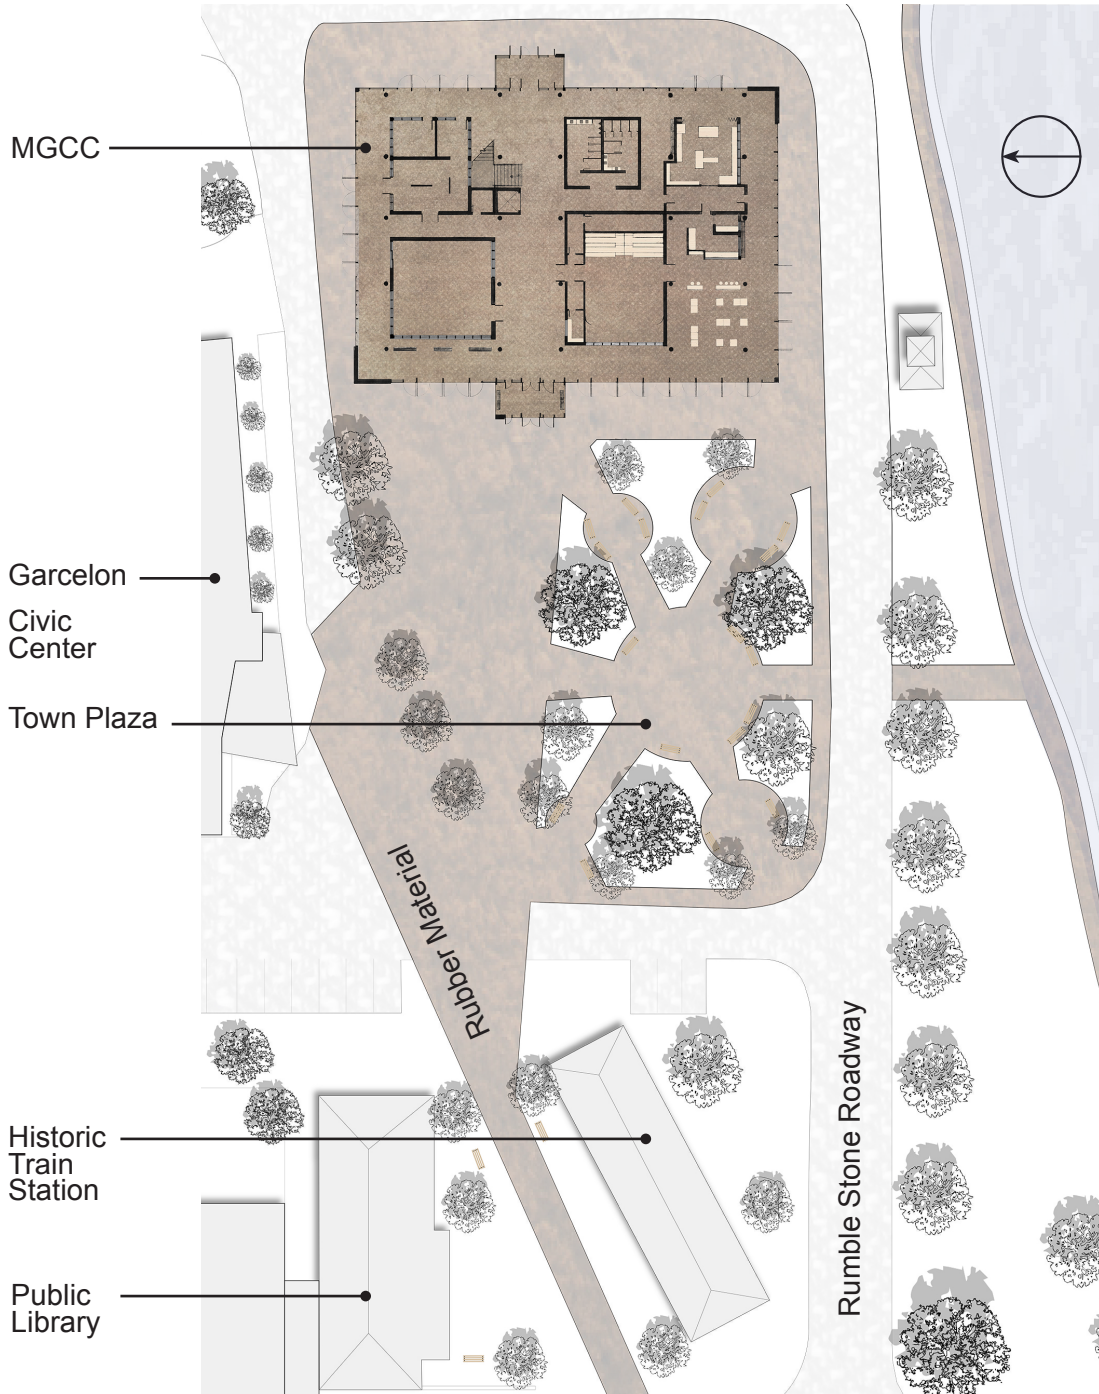 MGCC
Garcelon
Civic
Center
Town Plaza
Rubber Material
Historic
Train
Station
Rumble Stone Roadway
Public
Library